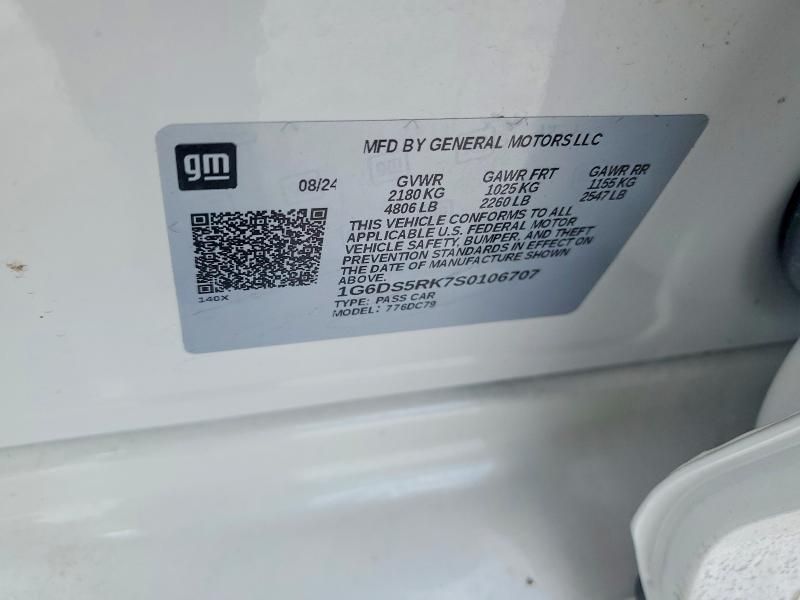 gm
MFD BY GENERAL MOTORS LLC
08/24
GVWR GAWR FRT GAWR RR
2180 KG 1025 KG 1155 KG
4806 LB 2260 LB 2547 LB
THIS VEHICLE CONFORMS TO ALL
APPLICABLE U.S. FEDERAL MOTOR
VEHICLE SAFETY, BUMPER, AND THEFT
PREVENTION STANDARDS IN EFFECT ON
THE DATE OF MANUFACTURE SHOWN
ABOVE.
1G6DS5RK7S0106707
TYPE: PASS CAR
MODEL: 776DC79
140X